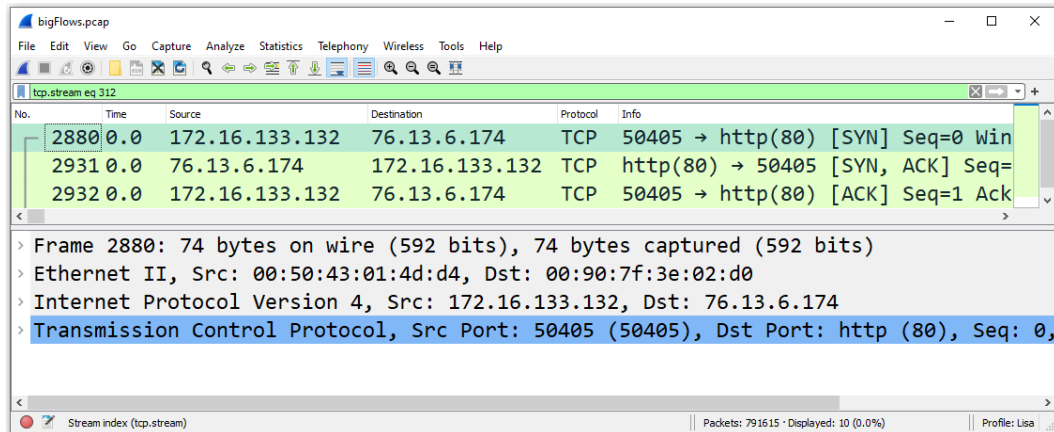 bigFlows.pcap
File Edit View Go Capture Analyze Statistics Telephony Wireless Tools Help
tcp.stream eq 312
No. Time Source Destination Protocol Info
2880 0.0 172.16.133.132 76.13.6.174 TCP 50405 → http(80) [SYN] Seq=0 Win
2931 0.0 76.13.6.174 172.16.133.132 TCP http(80) → 50405 [SYN, ACK] Seq=
2932 0.0 172.16.133.132 76.13.6.174 TCP 50405 → http(80) [ACK] Seq=1 Ack
Frame 2880: 74 bytes on wire (592 bits), 74 bytes captured (592 bits)
Ethernet II, Src: 00:50:43:01:4d:d4, Dst: 00:90:7f:3e:02:d0
Internet Protocol Version 4, Src: 172.16.133.132, Dst: 76.13.6.174
Transmission Control Protocol, Src Port: 50405 (50405), Dst Port: http (80), Seq: 0,
Stream index (tcp.stream) Packets: 791615 · Displayed: 10 (0.0%) Profile: Lisa